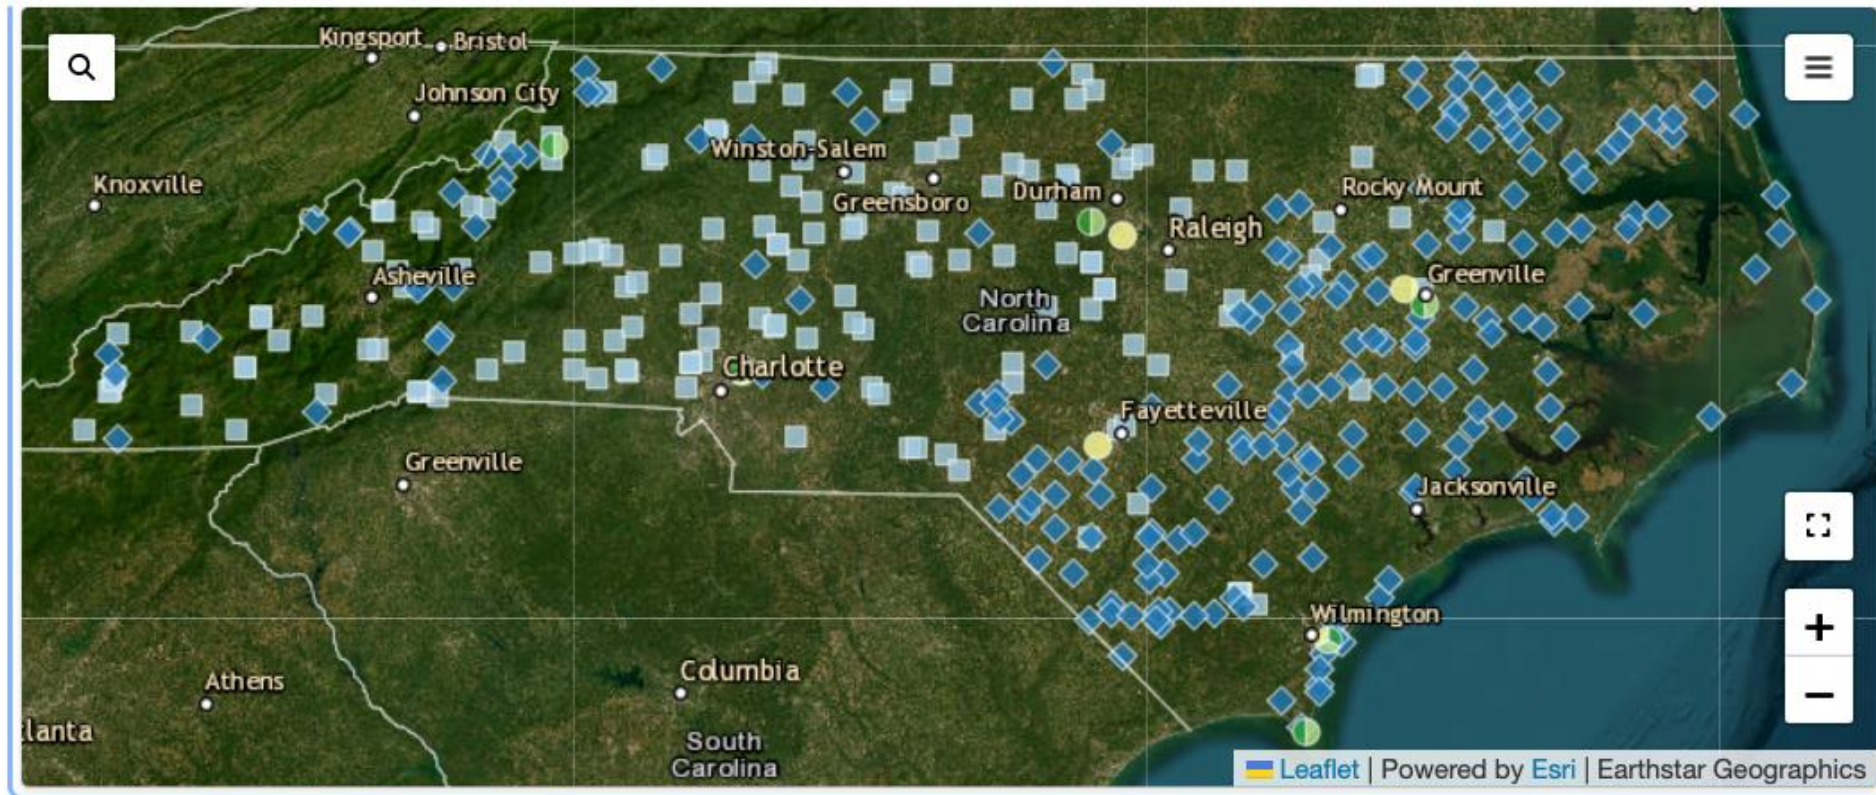 Kingsport
Bristol
Johnson City
Knoxville
Winston-Salem
Greensboro
Durham
Raleigh
Rocky Mount
Asheville
North
Carolina
Greenville
Charlotte
Fayetteville
Greenville
Jacksonville
Wilmington
Columbia
Athens
lanta
South
Carolina
+
−
Leaflet | Powered by Esri | Earthstar Geographics